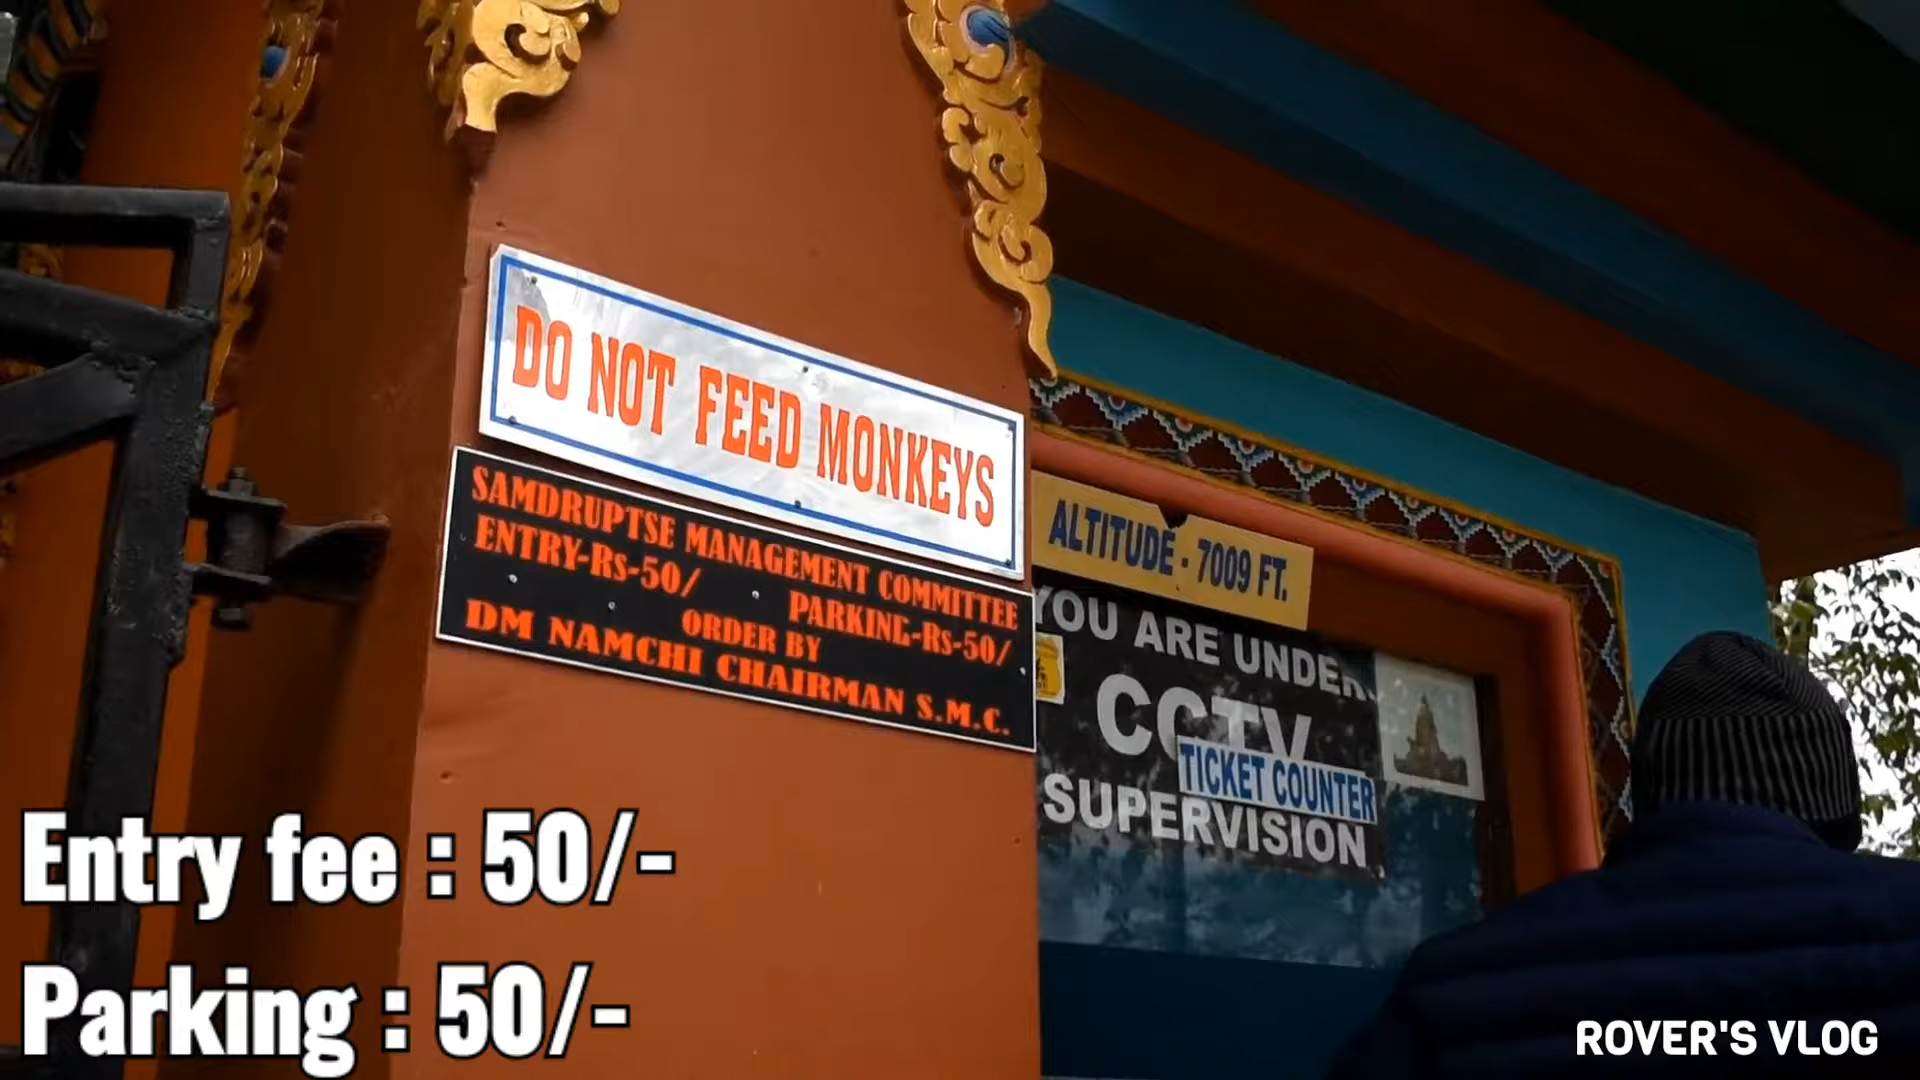 DO NOT FEED MONKEYS
SAMDRUPTSE MANAGEMENT COMMITTEE
ENTRY-Rs-50/
PARKING-Rs-50/
ORDER BY
DM NAMCHI CHAIRMAN S.M.C.
ALTITUDE - 7009 FT.
YOU ARE UNDER
CCTV
TICKET COUNTER
SUPERVISION
Entry fee : 50/-
Parking : 50/-
ROVER'S VLOG